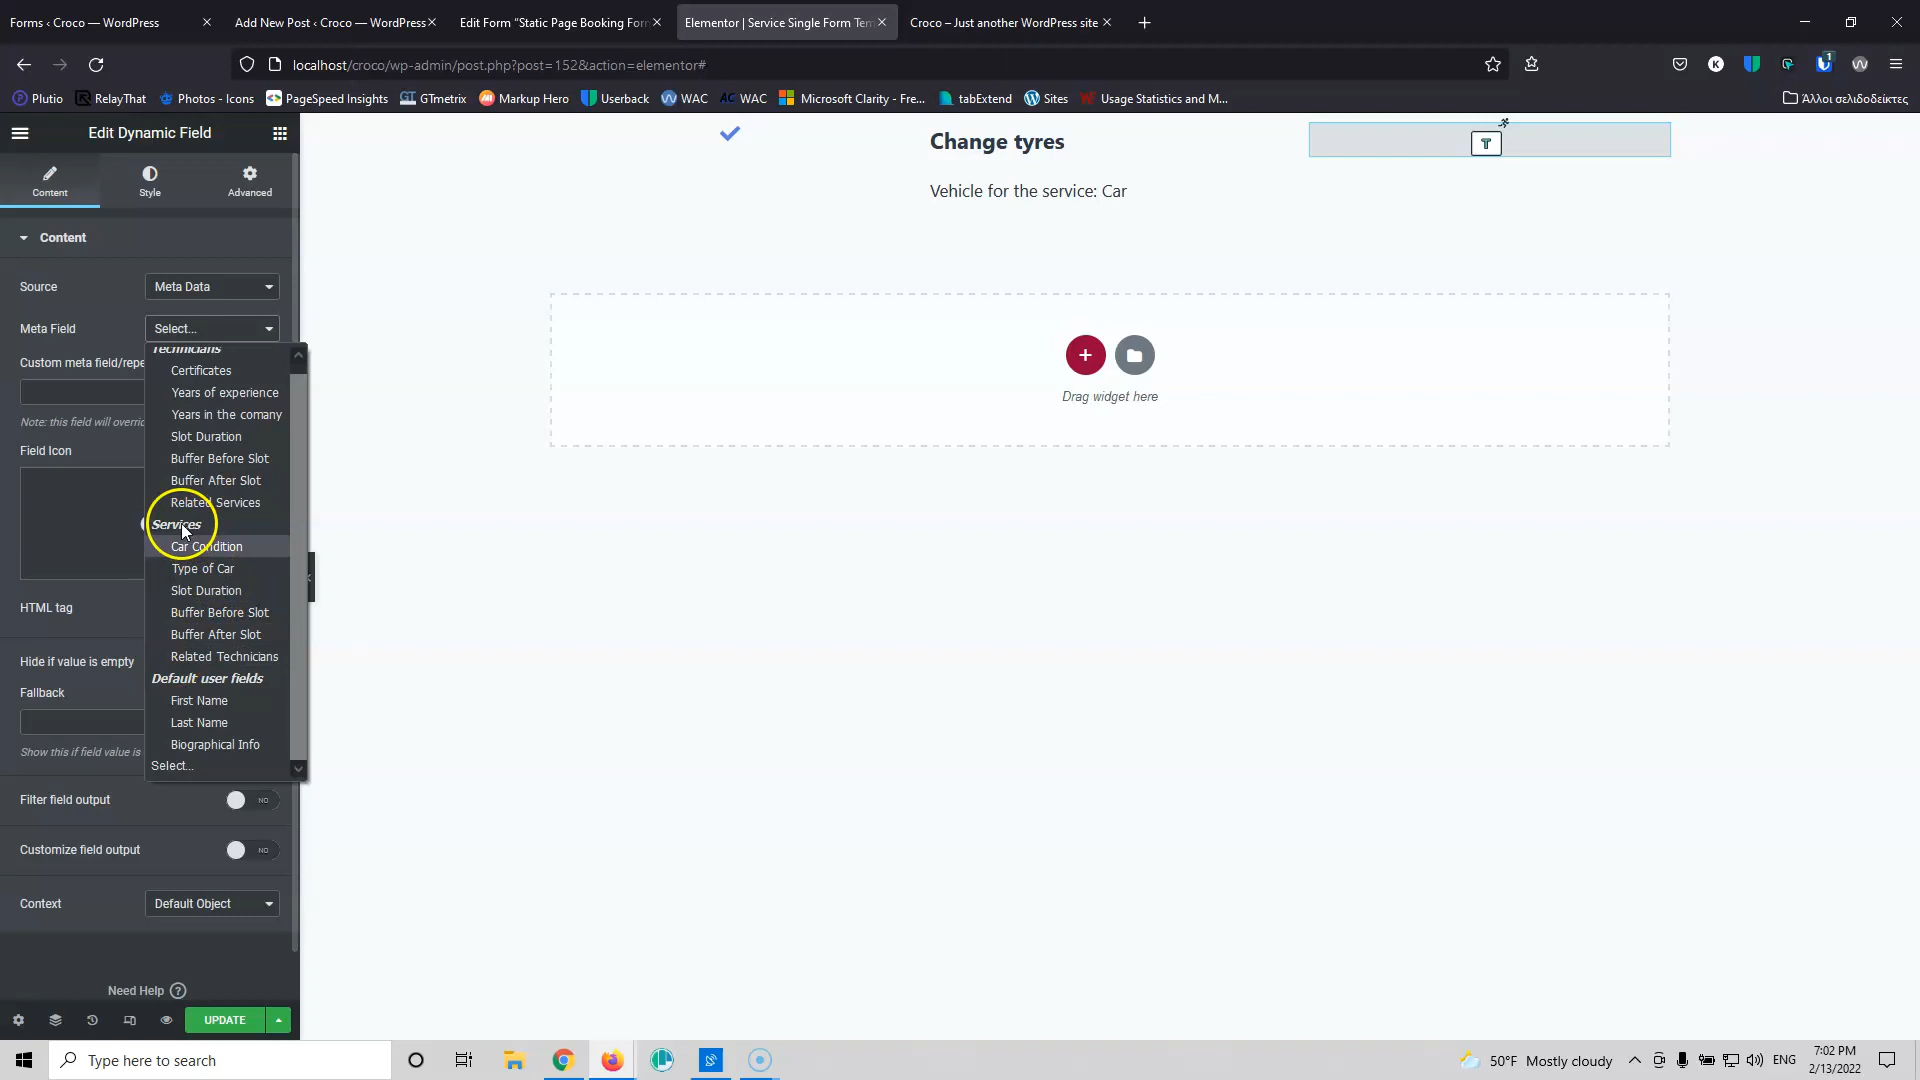 Forms ‹ Croco — WordPress
Add New Post ‹ Croco — WordPress
Edit Form "Static Page Booking For
Elementor | Service Single Form Tem
Croco – Just another WordPress site
localhost/croco/wp-admin/post.php?post=152&action=elementor#
Plutio
RelayThat
Photos - Icons
PageSpeed Insights
GTmetrix
Markup Hero
Userback
WAC
WAC
Microsoft Clarity - Fre...
tabExtend
Sites
Usage Statistics and M...
Άλλοι σελιδοδείκτες
Edit Dynamic Field
Content
Style
Advanced
Content
Source
Meta Data
Meta Field
Select...
Custom meta field/repe
Note: this field will overri
Field Icon
HTML tag
Hide if value is empty
Fallback
Show this if field value is
Technicians
Certificates
Years of experience
Years in the comany
Slot Duration
Buffer Before Slot
Buffer After Slot
Related Services
Services
Car Condition
Type of Car
Slot Duration
Buffer Before Slot
Buffer After Slot
Related Technicians
Default user fields
First Name
Last Name
Biographical Info
Select...
Filter field output
NO
Customize field output
NO
Context
Default Object
Need Help ?
UPDATE
Change tyres
T
Vehicle for the service: Car
Drag widget here
Type here to search
50°F Mostly cloudy
ENG
7:02 PM
2/13/2022